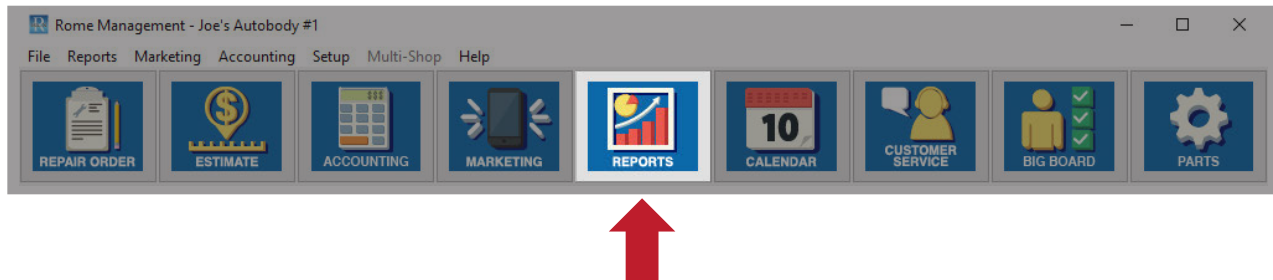 R Rome Management - Joe's Autobody #1
File Reports Marketing Accounting Setup Multi-Shop Help
REPAIR ORDER
$
ESTIMATE
$$$
ACCOUNTING
MARKETING
REPORTS
10
CALENDAR
CUSTOMER
SERVICE
BIG BOARD
PARTS